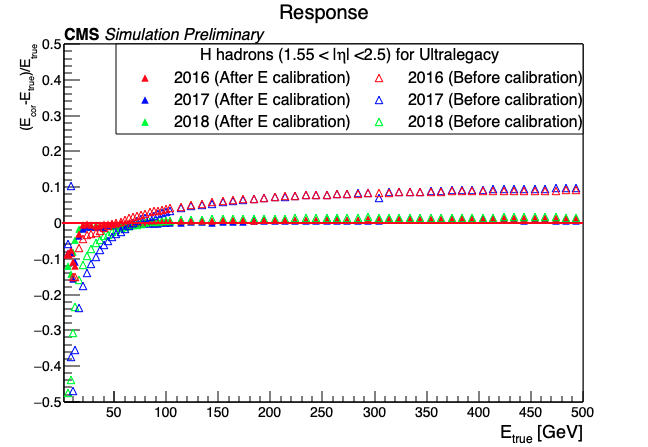 Response
CMS Simulation Preliminary
H hadrons (1.55 < |η| <2.5) for Ultralegacy
2016 (After E calibration) 2016 (Before calibration)
2017 (After E calibration) 2017 (Before calibration)
2018 (After E calibration) 2018 (Before calibration)
(E_cor-E_true)/E_true
0.5
0.4
0.3
0.2
0.1
0
−0.1
−0.2
−0.3
−0.4
−0.5
50 100 150 200 250 300 350 400 450 500
E_true [GeV]